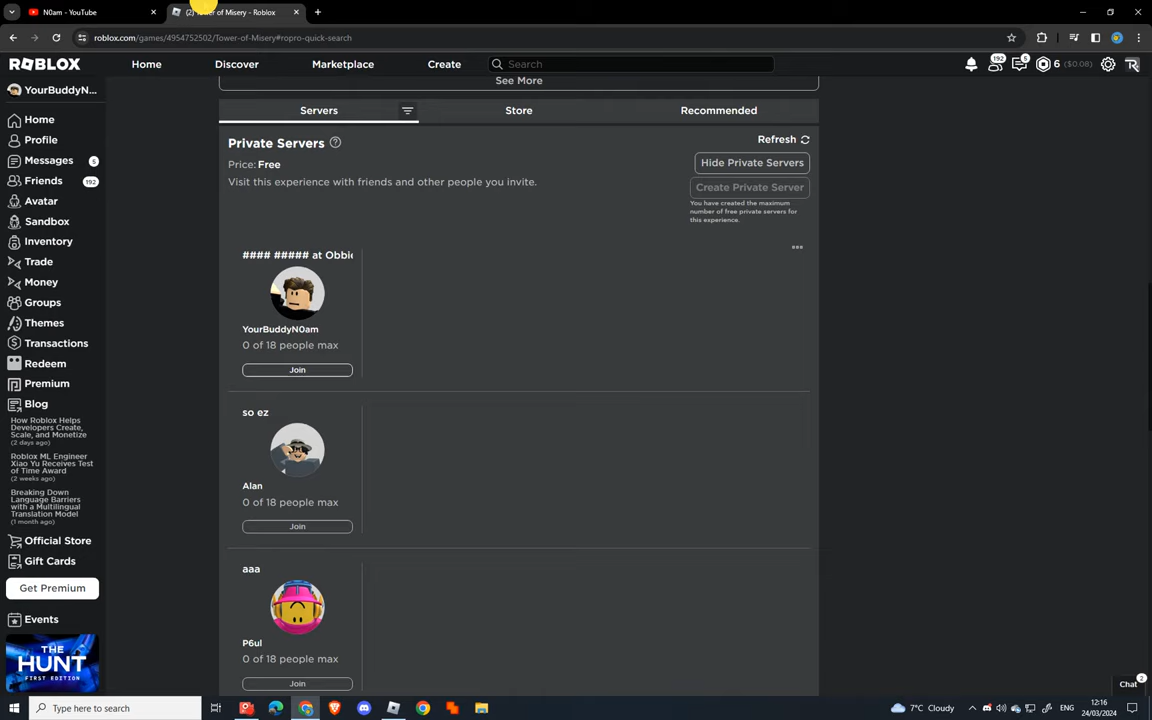 N0am - YouTube
(2) Tower of Misery - Roblox
roblox.com/games/4954752502/Tower-of-Misery#ropro-quick-search
ROBLOX
Home
Discover
Marketplace
Create
Search
192
5
6 ($0.08)
YourBuddyN...
Home
Profile
Messages
5
Friends
192
Avatar
Sandbox
Inventory
Trade
Money
Groups
Themes
Transactions
Redeem
Premium
Blog
How Roblox Helps
Developers Create,
Scale, and Monetize
(2 days ago)
Roblox ML Engineer
Xiao Yu Receives Test
of Time Award
(2 weeks ago)
Breaking Down
Language Barriers
with a Multilingual
Translation Model
(1 month ago)
Official Store
Gift Cards
Get Premium
Events
THE
HUNT
FIRST EDITION
See More
Servers
Store
Recommended
Private Servers
Refresh
Price: Free
Hide Private Servers
Visit this experience with friends and other people you invite.
Create Private Server
You have created the maximum
number of free private servers for
this experience.
#### ##### at Obbie
YourBuddyN0am
0 of 18 people max
Join
so ez
Alan
0 of 18 people max
Join
aaa
P6ul
0 of 18 people max
Join
Chat
2
Type here to search
7°C Cloudy
ENG
12:16
24/03/2024